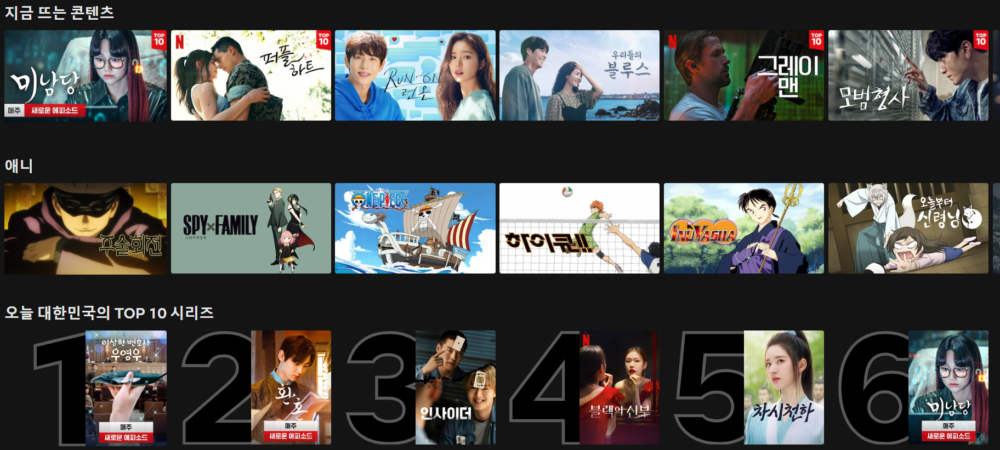 지금 뜨는 콘텐츠
미남당
TOP 10
매주 새로운 에피소드
N
퍼플 하트
TOP 10
RUN-ON
런 온
우리들의
블루스
N
그레이
맨
TOP 10
모범형사
TOP 10
애니
주술회전
SPY×FAMILY
스파이 패밀리
ONE PIECE
하이큐!!
INUYASHA
오늘부터
신령님
오늘 대한민국의 TOP 10 시리즈
1
이상한 변호사
우영우
매주
새로운 에피소드
2
환혼
매주
새로운 에피소드
3
인사이더
4
N
블랙의 신부
5
차시천하
6
미남당
매주
새로운 에피소드